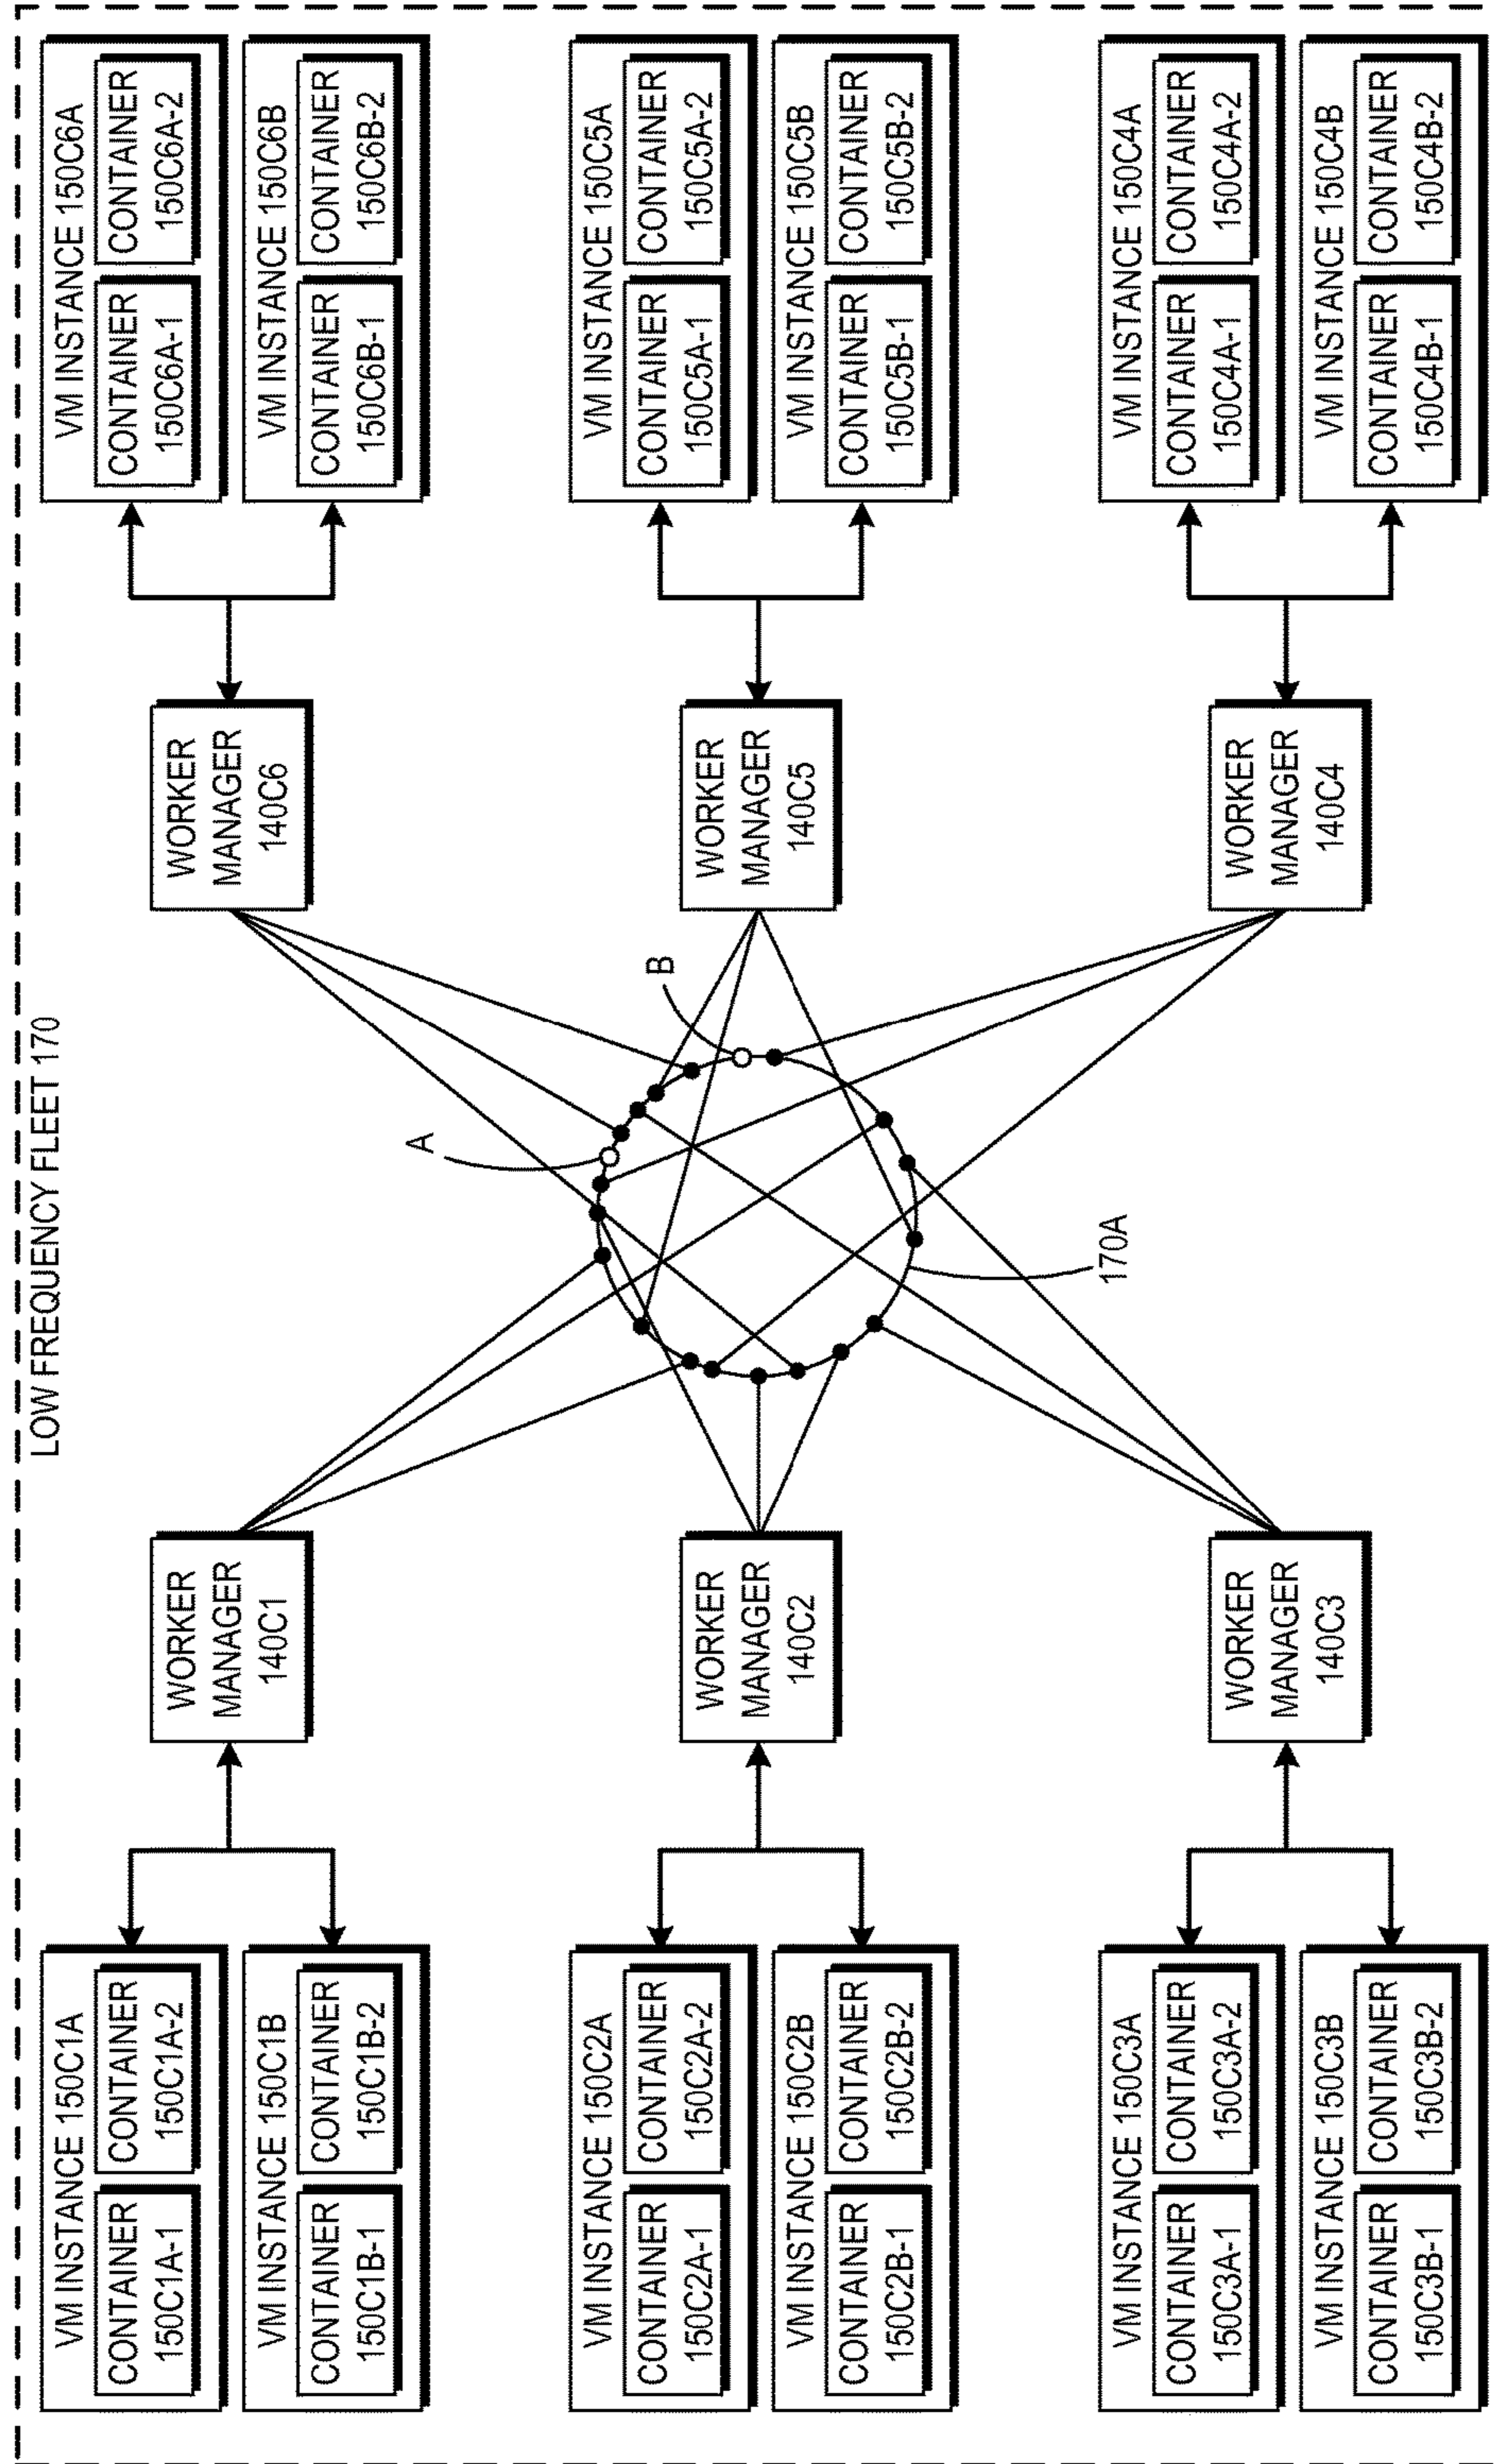 LOW FREQUENCY FLEET 170
VM INSTANCE 150C1A
CONTAINER
150C1A-1
CONTAINER
150C1A-2
VM INSTANCE 150C1B
CONTAINER
150C1B-1
CONTAINER
150C1B-2
WORKER
MANAGER
140C1
WORKER
MANAGER
140C6
VM INSTANCE 150C6A
CONTAINER
150C6A-1
CONTAINER
150C6A-2
VM INSTANCE 150C6B
CONTAINER
150C6B-1
CONTAINER
150C6B-2
A
B
VM INSTANCE 150C2A
CONTAINER
150C2A-1
CONTAINER
150C2A-2
VM INSTANCE 150C2B
CONTAINER
150C2B-1
CONTAINER
150C2B-2
WORKER
MANAGER
140C2
WORKER
MANAGER
140C5
VM INSTANCE 150C5A
CONTAINER
150C5A-1
CONTAINER
150C5A-2
VM INSTANCE 150C5B
CONTAINER
150C5B-1
CONTAINER
150C5B-2
170A
VM INSTANCE 150C3A
CONTAINER
150C3A-1
CONTAINER
150C3A-2
VM INSTANCE 150C3B
CONTAINER
150C3B-1
CONTAINER
150C3B-2
WORKER
MANAGER
140C3
WORKER
MANAGER
140C4
VM INSTANCE 150C4A
CONTAINER
150C4A-1
CONTAINER
150C4A-2
VM INSTANCE 150C4B
CONTAINER
150C4B-1
CONTAINER
150C4B-2